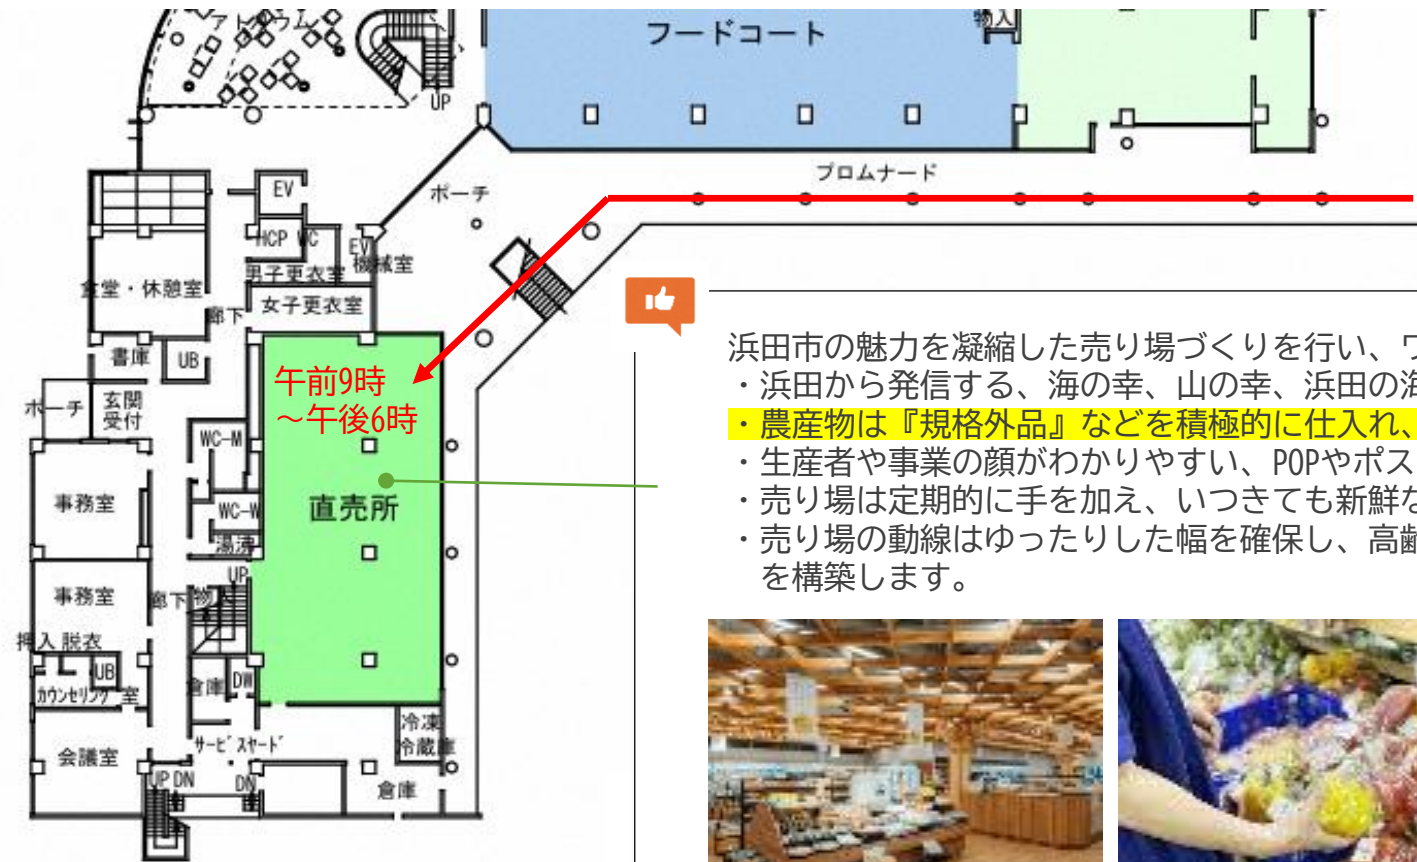 アトリウム
フードコート
物入
UP
プロムナード
ポーチ
EV
HCP WC
EV
機械室
男子更衣室
食堂・休憩室
女子更衣室
廊下
書庫
UB
浜田市の魅力を凝縮した売り場づくりを行い、ワ
・浜田から発信する、海の幸、山の幸、浜田の海
・農産物は『規格外品』などを積極的に仕入れ、
・生産者や事業の顔がわかりやすい、POPやポス
・売り場は定期的に手を加え、いつきても新鮮な
・売り場の動線はゆったりした幅を確保し、高齢
を構築します。
午前9時
～午後6時
ポーチ
玄関
受付
WC-M
事務室
WC-W
直売所
湯沸
UP
事務室
廊下
物入
押入 脱衣
UB
カウンセリング室
倉庫
DW
冷凍
冷蔵庫
サービスヤード
会議室
UP DN
DN
倉庫